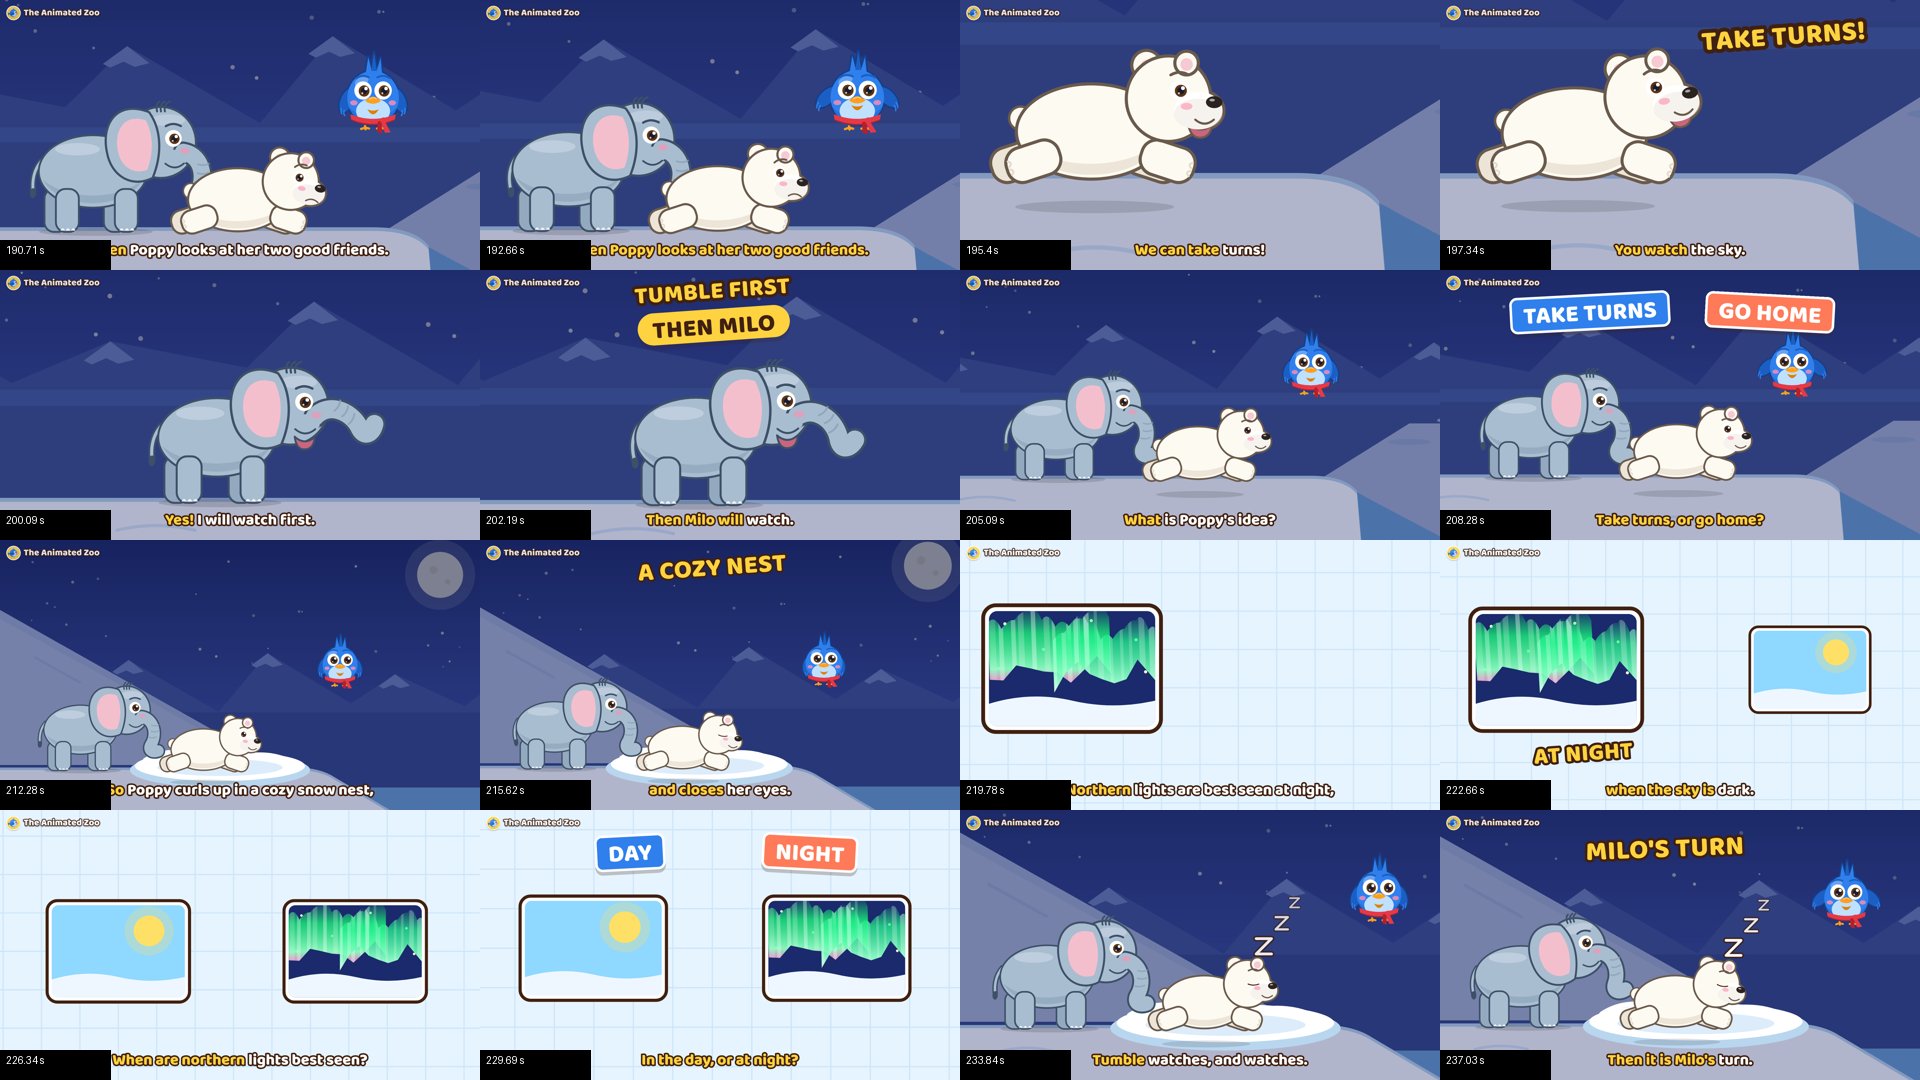 The Animated Zoo
190.71 s
en Poppy looks at her two good friends.
The Animated Zoo
192.66 s
en Poppy looks at her two good friends.
The Animated Zoo
195.4 s
We can take turns!
The Animated Zoo
TAKE TURNS!
197.34 s
You watch the sky.
The Animated Zoo
200.09 s
Yes! I will watch first.
The Animated Zoo
TUMBLE FIRST
THEN MILO
202.19 s
Then Milo will watch.
The Animated Zoo
205.09 s
What is Poppy's idea?
The Animated Zoo
TAKE TURNS
GO HOME
208.28 s
Take turns, or go home?
The Animated Zoo
212.28 s
So Poppy curls up in a cozy snow nest,
The Animated Zoo
A COZY NEST
215.62 s
and closes her eyes.
The Animated Zoo
219.78 s
Northern lights are best seen at night,
The Animated Zoo
AT NIGHT
222.66 s
when the sky is dark.
The Animated Zoo
226.34 s
When are northern lights best seen?
The Animated Zoo
DAY
NIGHT
229.69 s
In the day, or at night?
The Animated Zoo
Z
Z
Z
233.84 s
Tumble watches, and watches.
The Animated Zoo
MILO'S TURN
Z
Z
Z
237.03 s
Then it is Milo's turn.